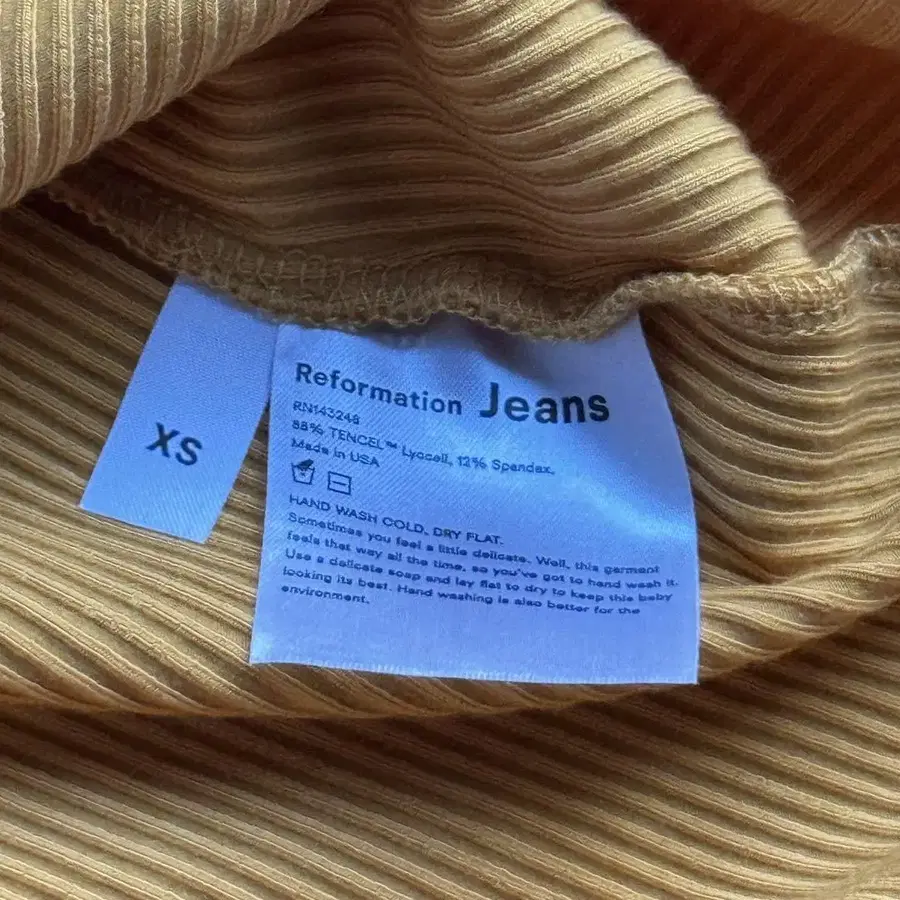 XS
Reformation Jeans
RN143248
88% TENCEL™ Lyocell, 12% Spandex.
Made in USA
HAND WASH COLD, DRY FLAT.
Sometimes you feel a little delicate. Well, this garment
feels that way all the time, so you've got to hand wash it.
Use a delicate soap and lay flat to dry to keep this baby
looking its best. Hand washing is also better for the
environment.